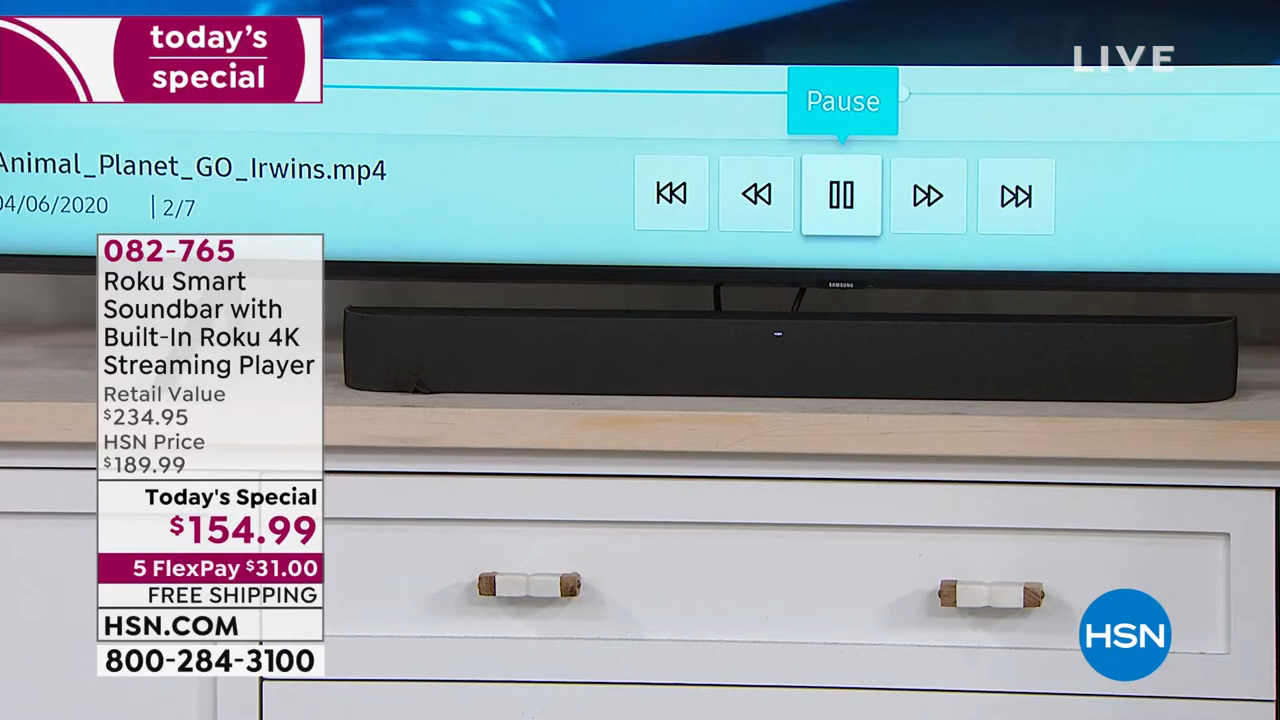 today's
special
LIVE
Pause
Animal_Planet_GO_Irwins.mp4
04/06/2020 | 2/7
SAMSUNG
082-765
Roku Smart
Soundbar with
Built-In Roku 4K
Streaming Player
Retail Value
$234.95
HSN Price
$189.99
Today's Special
$154.99
5 FlexPay $31.00
FREE SHIPPING
HSN.COM
800-284-3100
HSN